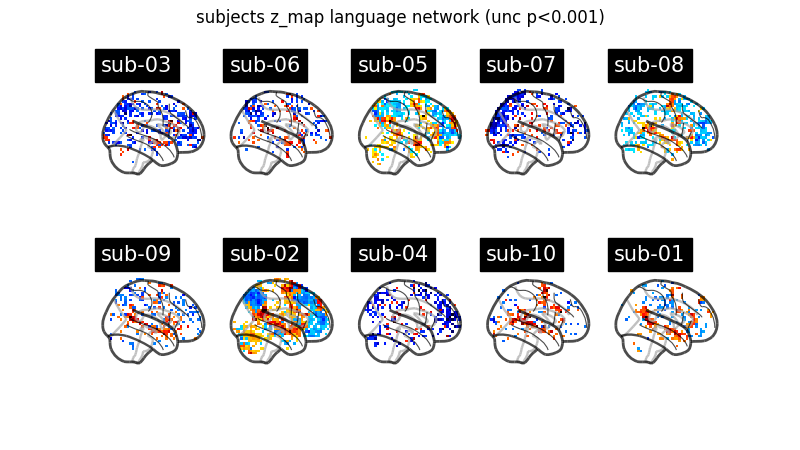 subjects z_map language network (unc p<0.001)
sub-03
sub-06
sub-05
sub-07
sub-08
sub-09
sub-02
sub-04
sub-10
sub-01